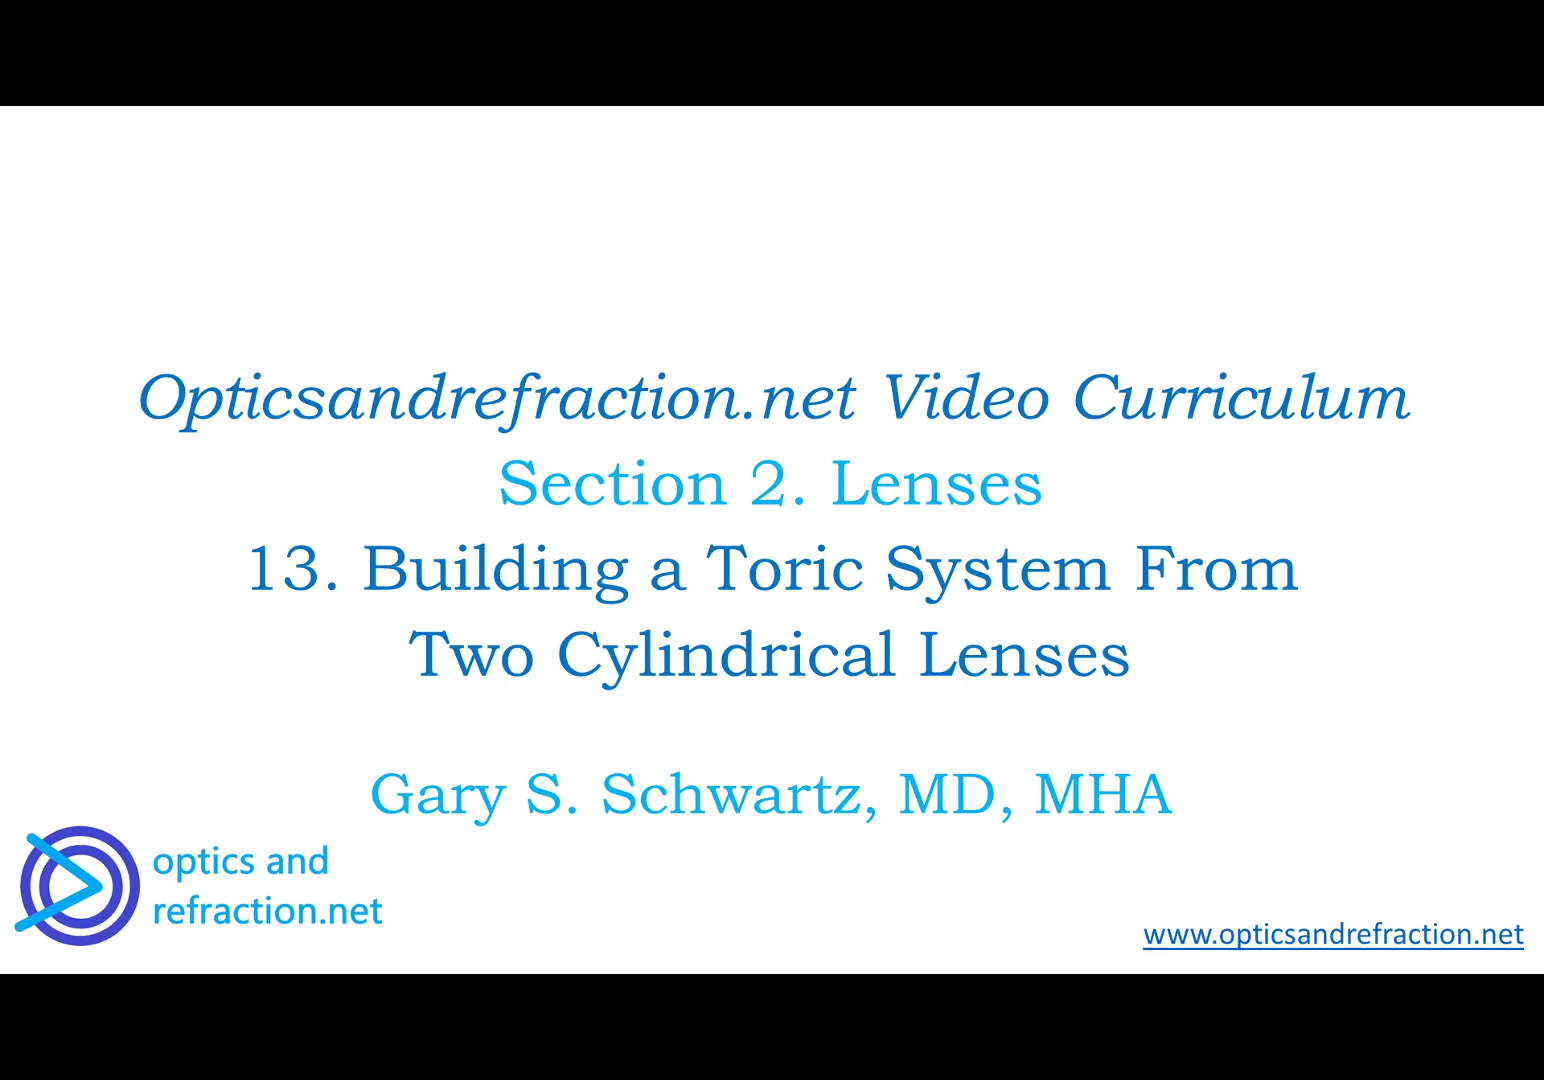 Opticsandrefraction.net Video Curriculum
Section 2. Lenses
13. Building a Toric System From
Two Cylindrical Lenses
Gary S. Schwartz, MD, MHA
optics and
refraction.net
www.opticsandrefraction.net